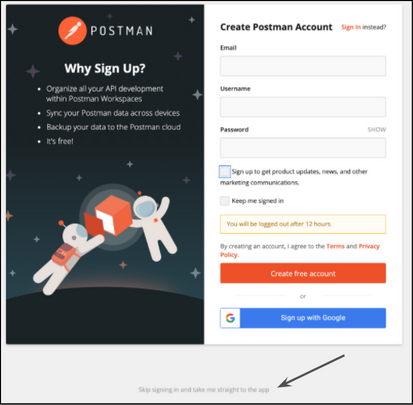 POSTMAN
Why Sign Up?
• Organize all your API development
within Postman Workspaces
• Sync your Postman data across devices
• Backup your data to the Postman cloud
• It's free!
Create Postman Account
Sign In instead?
Email
Username
Password
SHOW
Sign up to get product updates, news, and other
marketing communications.
Keep me signed in
You will be logged out after 12 hours.
By creating an account, I agree to the Terms and Privacy
Policy.
Create free account
or
G Sign up with Google
Skip signing in and take me straight to the app